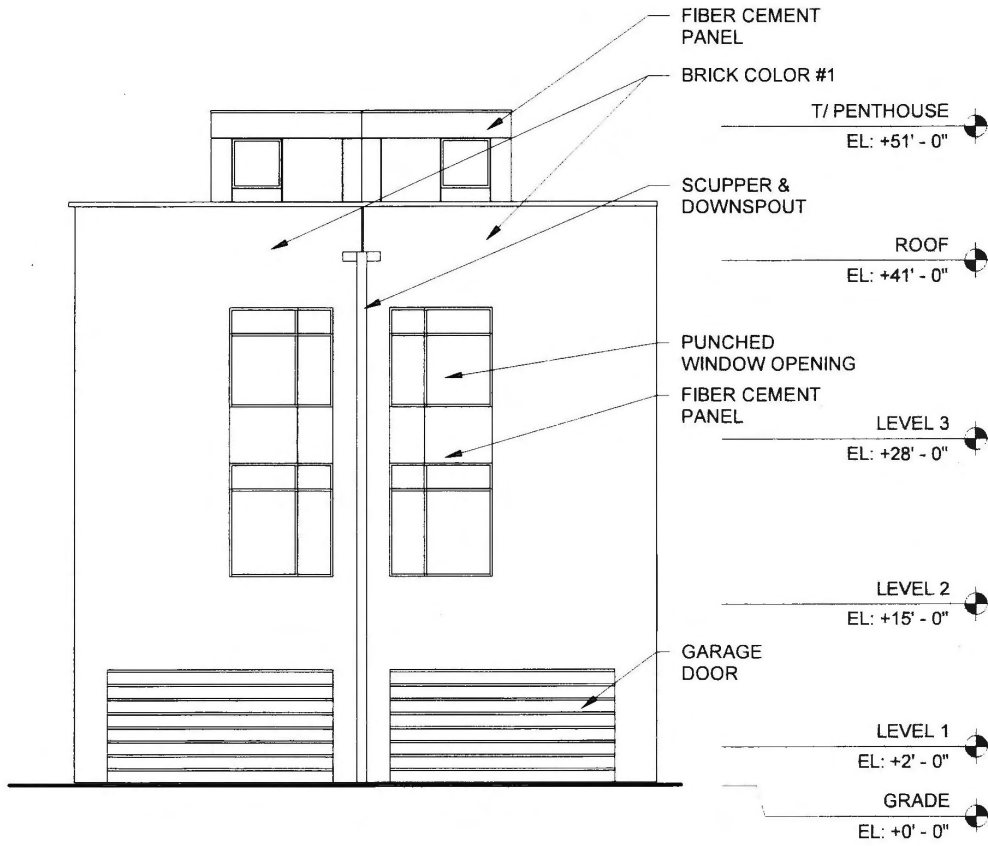 FIBER CEMENT
PANEL
BRICK COLOR #1
T/ PENTHOUSE
EL: +51' - 0"
SCUPPER &
DOWNSPOUT
ROOF
EL: +41' - 0"
PUNCHED
WINDOW OPENING
FIBER CEMENT
PANEL
LEVEL 3
EL: +28' - 0"
LEVEL 2
EL: +15' - 0"
GARAGE
DOOR
LEVEL 1
EL: +2' - 0"
GRADE
EL: +0' - 0"